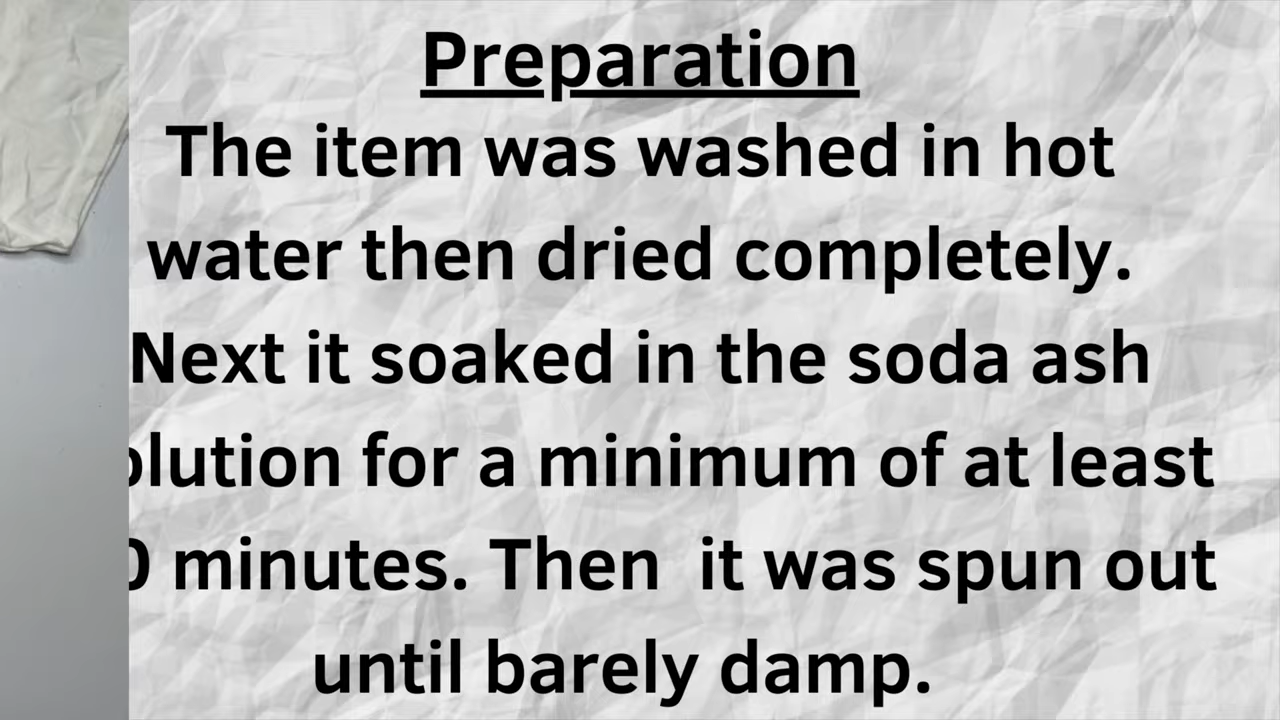 Preparation
The item was washed in hot
water then dried completely.
Next it soaked in the soda ash
for a minimum of at least
minutes. Then it was spun out
until barely damp.